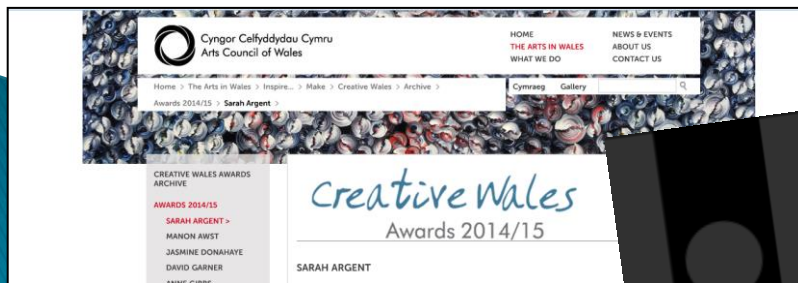 Cyngor Celfyddydau Cymru
Arts Council of Wales
HOME
THE ARTS IN WALES
WHAT WE DO
NEWS & EVENTS
ABOUT US
CONTACT US
Home > The Arts in Wales > Inspire... > Make > Creative Wales > Archive >
Awards 2014/15 > Sarah Argent >
Cymraeg Gallery
CREATIVE WALES AWARDS
ARCHIVE
AWARDS 2014/15
SARAH ARGENT >
MANON AWST
JASMINE DONAHAYE
DAVID GARNER
ANNE GIBBS
Creative Wales
Awards 2014/15
SARAH ARGENT